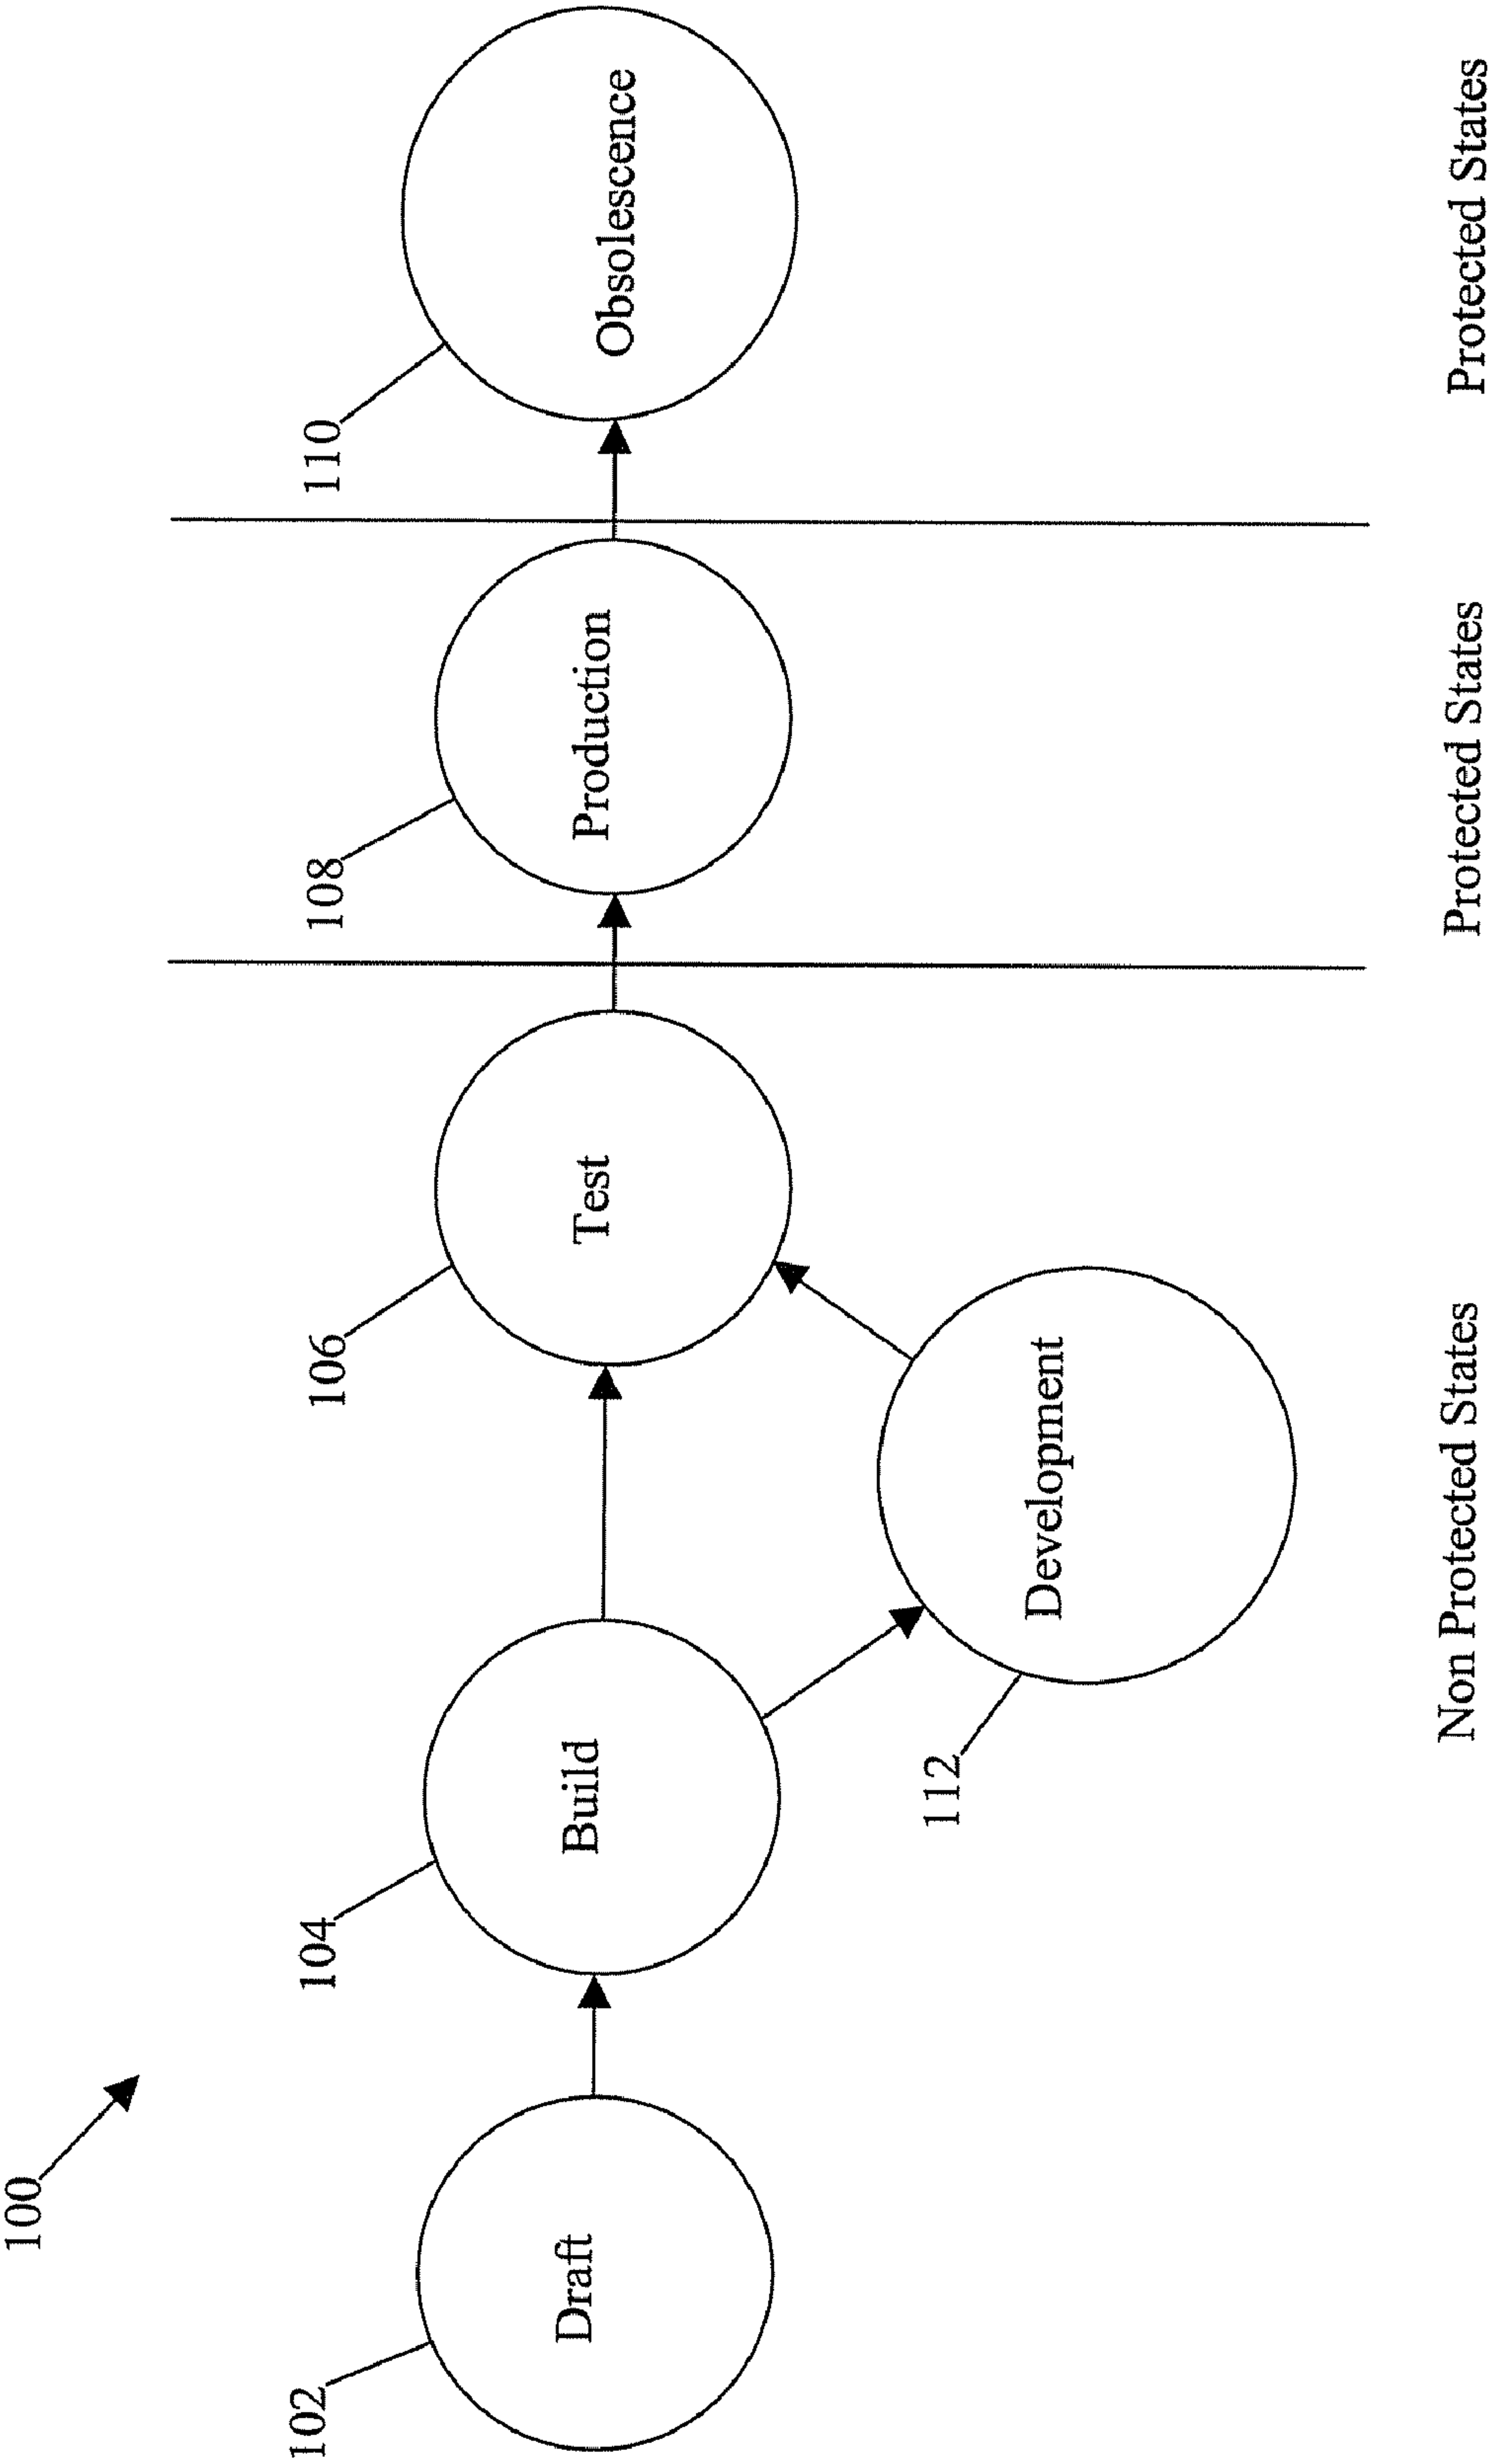 100
102
104
106
108
110
Draft
Build
Test
Production
Obsolescence
112
Development
Non Protected States
Protected States
Protected States